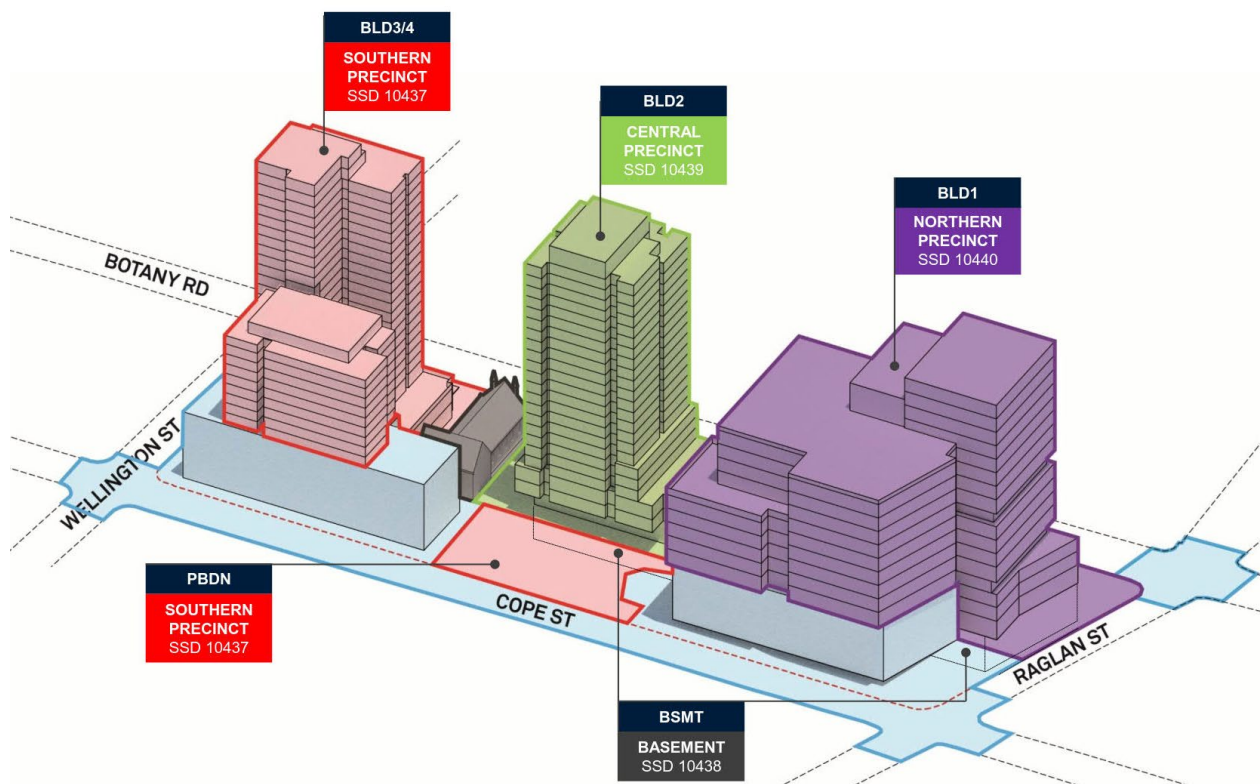 BLD3/4
SOUTHERN
PRECINCT
SSD 10437
BLD2
CENTRAL
PRECINCT
SSD 10439
BLD1
NORTHERN
PRECINCT
SSD 10440
BOTANY RD
WELLINGTON ST
PBDN
SOUTHERN
PRECINCT
SSD 10437
COPE ST
RAGLAN ST
BSMT
BASEMENT
SSD 10438